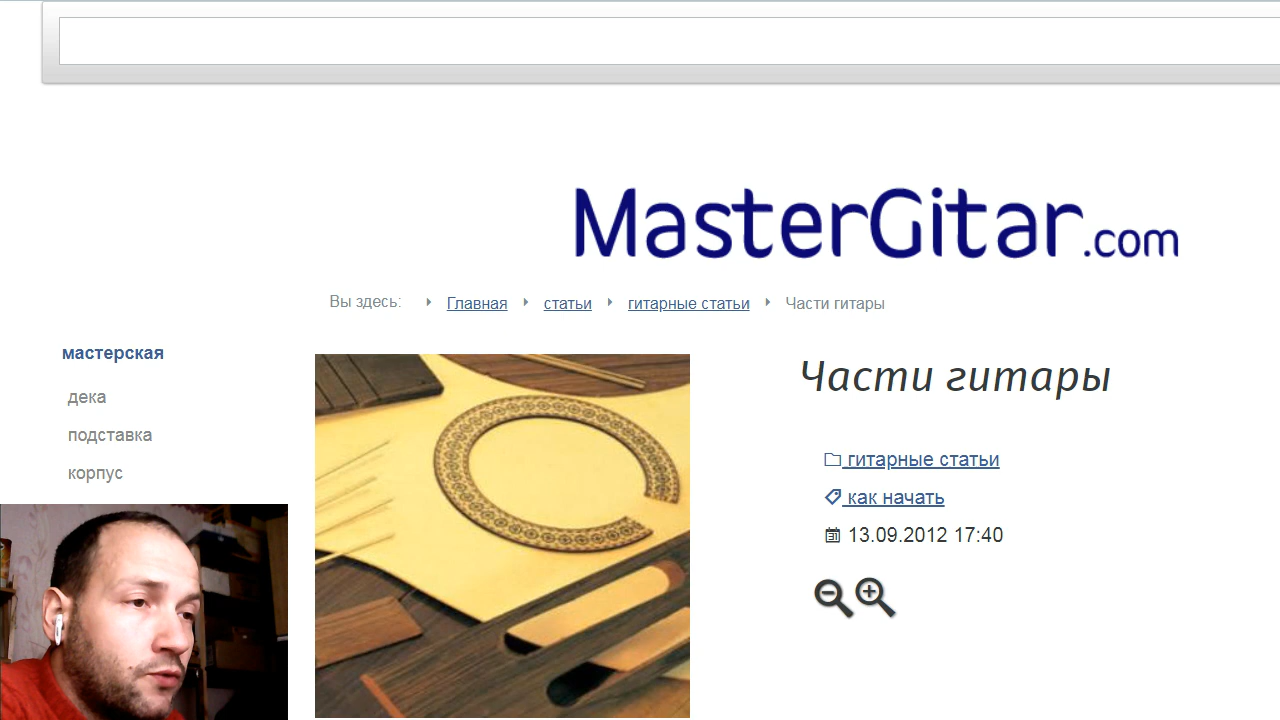 MasterGitar.com
Вы здесь: Главная статьи гитарные статьи Части гитары
мастерская
дека
подставка
корпус
Части гитары
гитарные статьи
как начать
13.09.2012 17:40